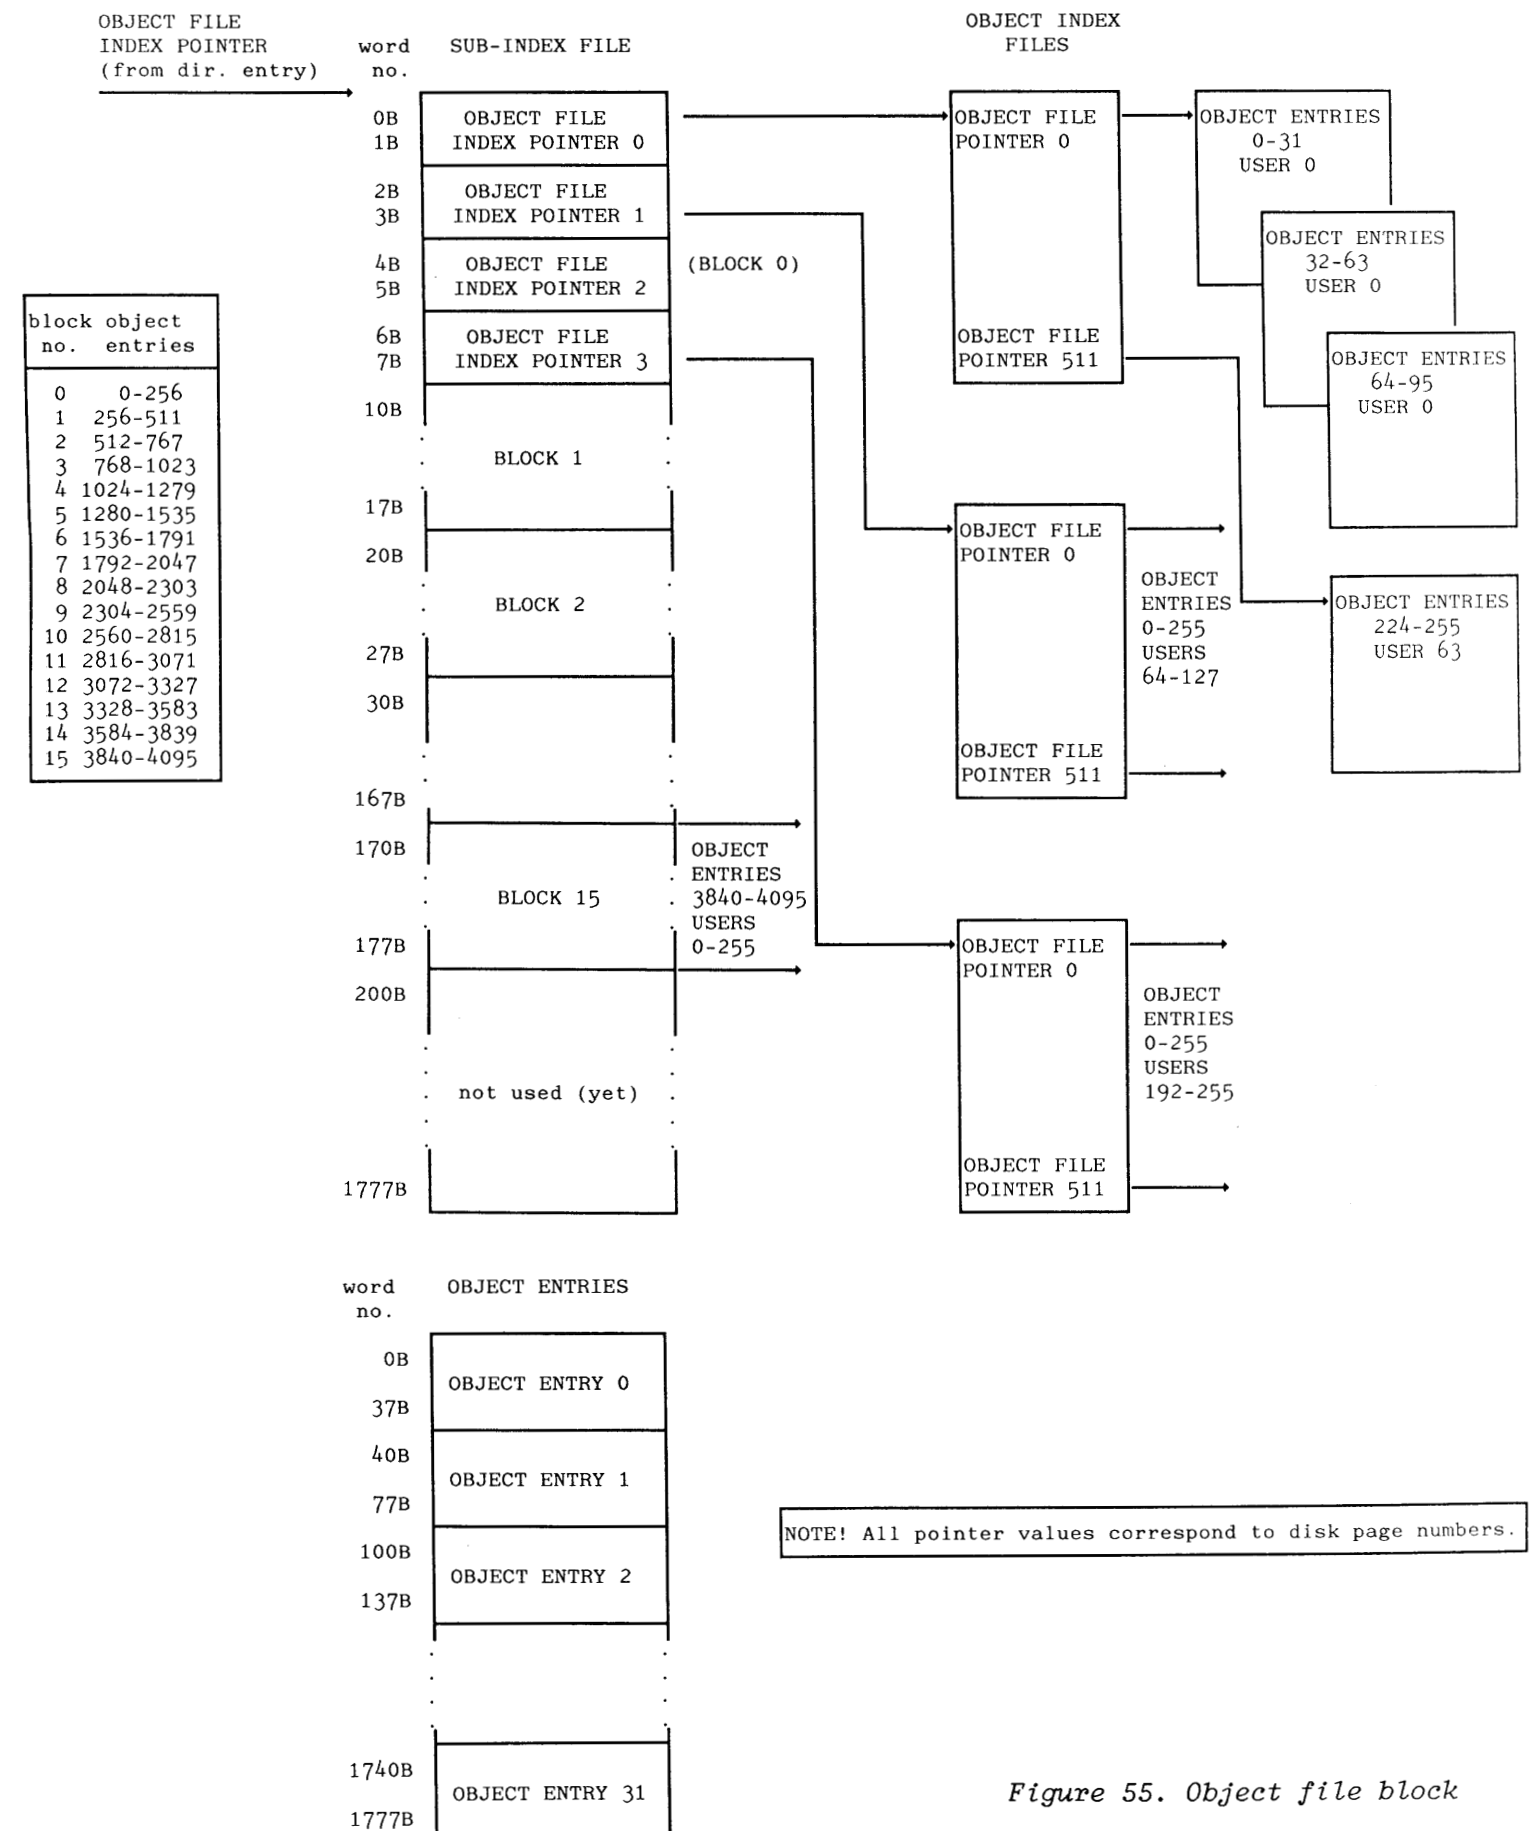 OBJECT FILE
INDEX POINTER
(from dir. entry)
word
no.
SUB-INDEX FILE
OBJECT INDEX
FILES
0B
1B
OBJECT FILE
INDEX POINTER 0
2B
3B
OBJECT FILE
INDEX POINTER 1
4B
5B
OBJECT FILE
INDEX POINTER 2
(BLOCK 0)
6B
7B
OBJECT FILE
INDEX POINTER 3
10B
BLOCK 1
17B
20B
BLOCK 2
27B
30B
167B
170B
BLOCK 15
177B
OBJECT
ENTRIES
3840-4095
USERS
0-255
200B
not used (yet)
1777B
block object
no. entries
0 0-256
1 256-511
2 512-767
3 768-1023
4 1024-1279
5 1280-1535
6 1536-1791
7 1792-2047
8 2048-2303
9 2304-2559
10 2560-2815
11 2816-3071
12 3072-3327
13 3328-3583
14 3584-3839
15 3840-4095
OBJECT FILE
POINTER 0
OBJECT FILE
POINTER 511
OBJECT ENTRIES
0-31
USER 0
OBJECT ENTRIES
32-63
USER 0
OBJECT ENTRIES
64-95
USER 0
OBJECT ENTRIES
224-255
USER 63
OBJECT FILE
POINTER 0
OBJECT FILE
POINTER 511
OBJECT
ENTRIES
0-255
USERS
64-127
OBJECT FILE
POINTER 0
OBJECT FILE
POINTER 511
OBJECT
ENTRIES
0-255
USERS
192-255
word
no.
OBJECT ENTRIES
0B
OBJECT ENTRY 0
37B
40B
OBJECT ENTRY 1
77B
100B
OBJECT ENTRY 2
137B
1740B
OBJECT ENTRY 31
1777B
NOTE! All pointer values correspond to disk page numbers.
Figure 55. Object file block